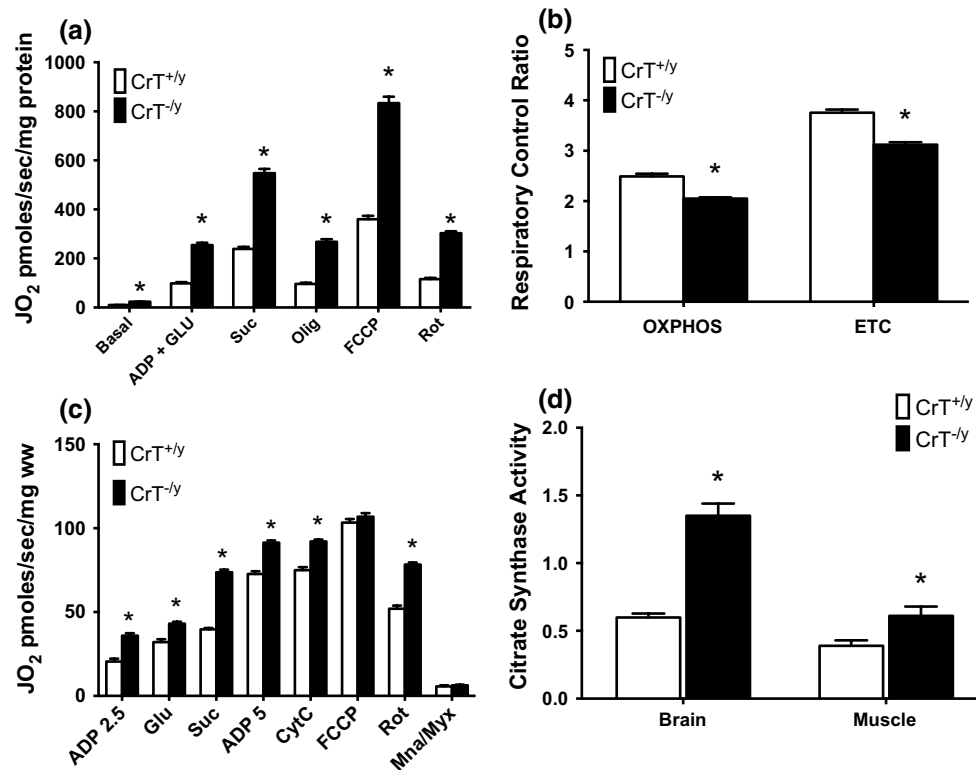 (a)
JO₂ pmoles/sec/mg protein
1000
800
600
400
200
0
CrT+/y
CrT-/y
*
*
*
*
*
*
Basal
ADP + GLU
Suc
Olig
FCCP
Rot
(b)
Respiratory Control Ratio
5
4
3
2
1
0
CrT+/y
CrT-/y
*
*
OXPHOS
ETC
(c)
JO₂ pmoles/sec/mg ww
150
100
50
0
CrT+/y
CrT-/y
*
*
*
*
*
*
ADP 2.5
Glu
Suc
ADP 5
CytC
FCCP
Rot
Mna/Myx
(d)
Citrate Synthase Activity
2.0
1.5
1.0
0.5
0.0
CrT+/y
CrT-/y
*
*
Brain
Muscle